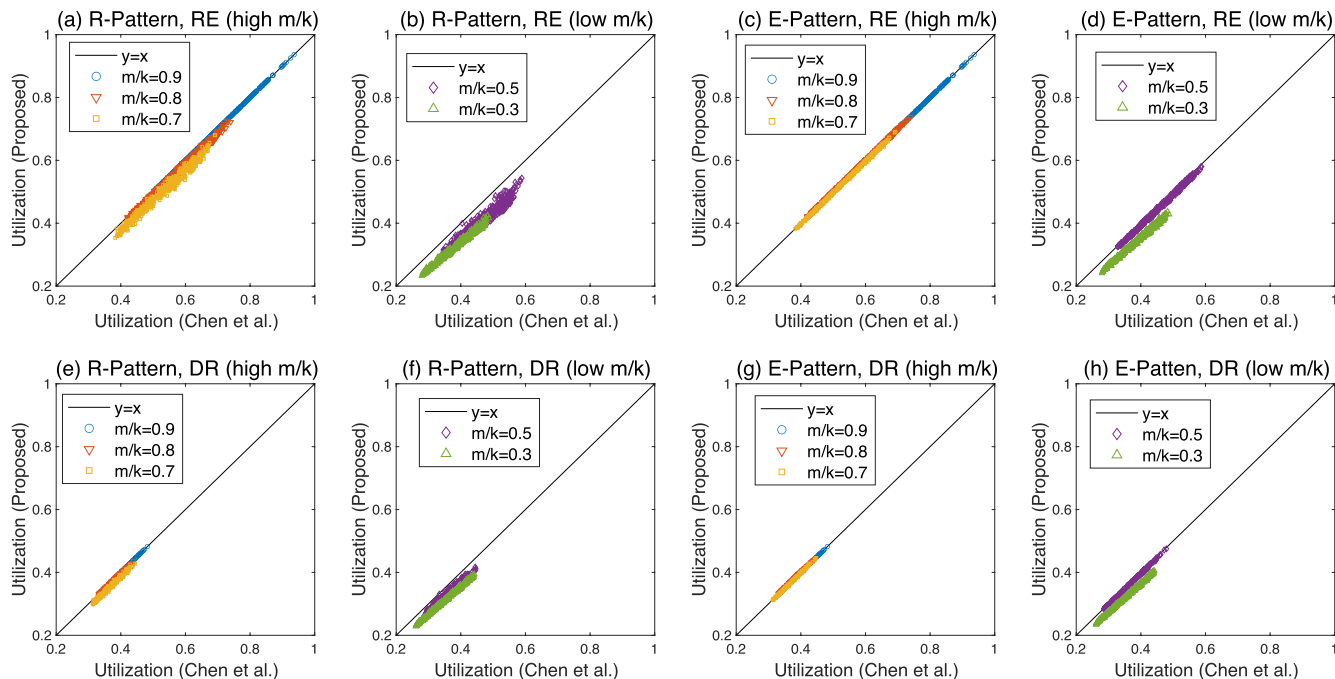 (a) R-Pattern, RE (high m/k)
1
0.8
0.6
0.4
0.2
0.2 0.4 0.6 0.8 1
Utilization (Proposed)
Utilization (Chen et al.)
y=x
m/k=0.9
m/k=0.8
m/k=0.7
(b) R-Pattern, RE (low m/k)
1
0.8
0.6
0.4
0.2
0.2 0.4 0.6 0.8 1
Utilization (Proposed)
Utilization (Chen et al.)
y=x
m/k=0.5
m/k=0.3
(c) E-Pattern, RE (high m/k)
1
0.8
0.6
0.4
0.2
0.2 0.4 0.6 0.8 1
Utilization (Proposed)
Utilization (Chen et al.)
y=x
m/k=0.9
m/k=0.8
m/k=0.7
(d) E-Pattern, RE (low m/k)
1
0.8
0.6
0.4
0.2
0.2 0.4 0.6 0.8 1
Utilization (Proposed)
Utilization (Chen et al.)
y=x
m/k=0.5
m/k=0.3
(e) R-Pattern, DR (high m/k)
1
0.8
0.6
0.4
0.2
0.2 0.4 0.6 0.8 1
Utilization (Proposed)
Utilization (Chen et al.)
y=x
m/k=0.9
m/k=0.8
m/k=0.7
(f) R-Pattern, DR (low m/k)
1
0.8
0.6
0.4
0.2
0.2 0.4 0.6 0.8 1
Utilization (Proposed)
Utilization (Chen et al.)
y=x
m/k=0.5
m/k=0.3
(g) E-Pattern, DR (high m/k)
1
0.8
0.6
0.4
0.2
0.2 0.4 0.6 0.8 1
Utilization (Proposed)
Utilization (Chen et al.)
y=x
m/k=0.9
m/k=0.8
m/k=0.7
(h) E-Patten, DR (low m/k)
1
0.8
0.6
0.4
0.2
0.2 0.4 0.6 0.8 1
Utilization (Proposed)
Utilization (Chen et al.)
y=x
m/k=0.5
m/k=0.3